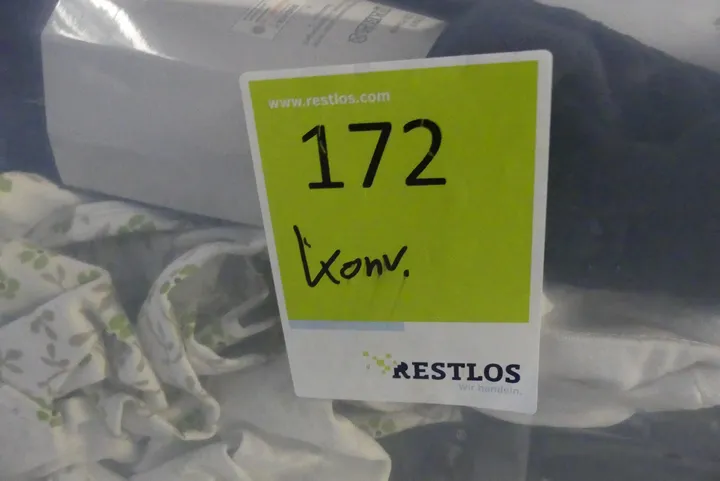 www.restlos.com
172
Konv.
RESTLOS
wir handeln.